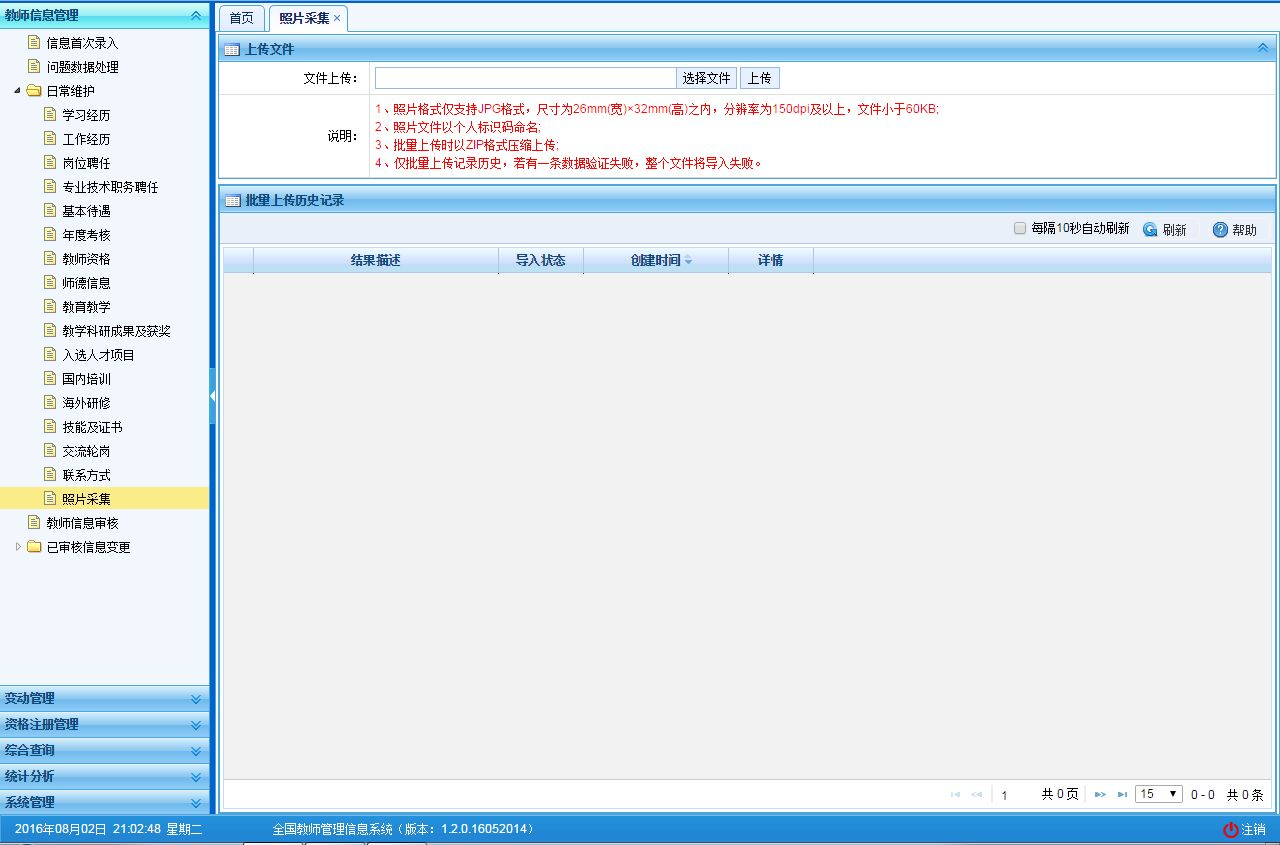 教师信息管理
信息首次录入
问题数据处理
日常维护
学习经历
工作经历
岗位聘任
专业技术职务聘任
基本待遇
年度考核
教师资格
师德信息
教育教学
教学科研成果及获奖
入选人才项目
国内培训
海外研修
技能及证书
交流轮岗
联系方式
照片采集
教师信息审核
已审核信息变更
变动管理
资格注册管理
综合查询
统计分析
系统管理
首页 照片采集 ×
上传文件
文件上传： 选择文件 上传
说明：
1、照片格式仅支持JPG格式，尺寸为26mm(宽)×32mm(高)之内，分辨率为150dpi及以上，文件小于60KB;
2、照片文件以个人标识码命名;
3、批量上传时以ZIP格式压缩上传;
4、仅批量上传记录历史，若有一条数据验证失败，整个文件将导入失败。
批量上传历史记录
每隔10秒自动刷新 刷新 帮助
结果描述 导入状态 创建时间 详情
1 共 0 页 15 0 - 0 共 0 条
2016年08月02日 21:02:48 星期二 全国教师管理信息系统（版本：1.2.0.16052014） 注销